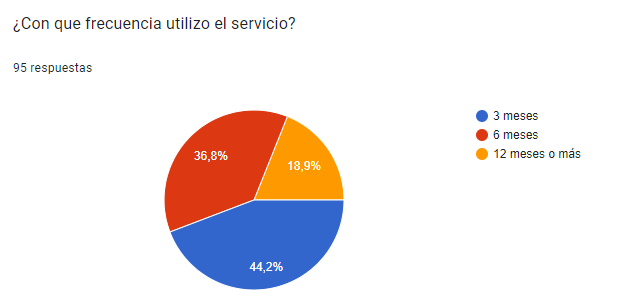 ¿Con que frecuencia utilizo el servicio?
95 respuestas
3 meses
6 meses
12 meses o más
36,8%
18,9%
44,2%